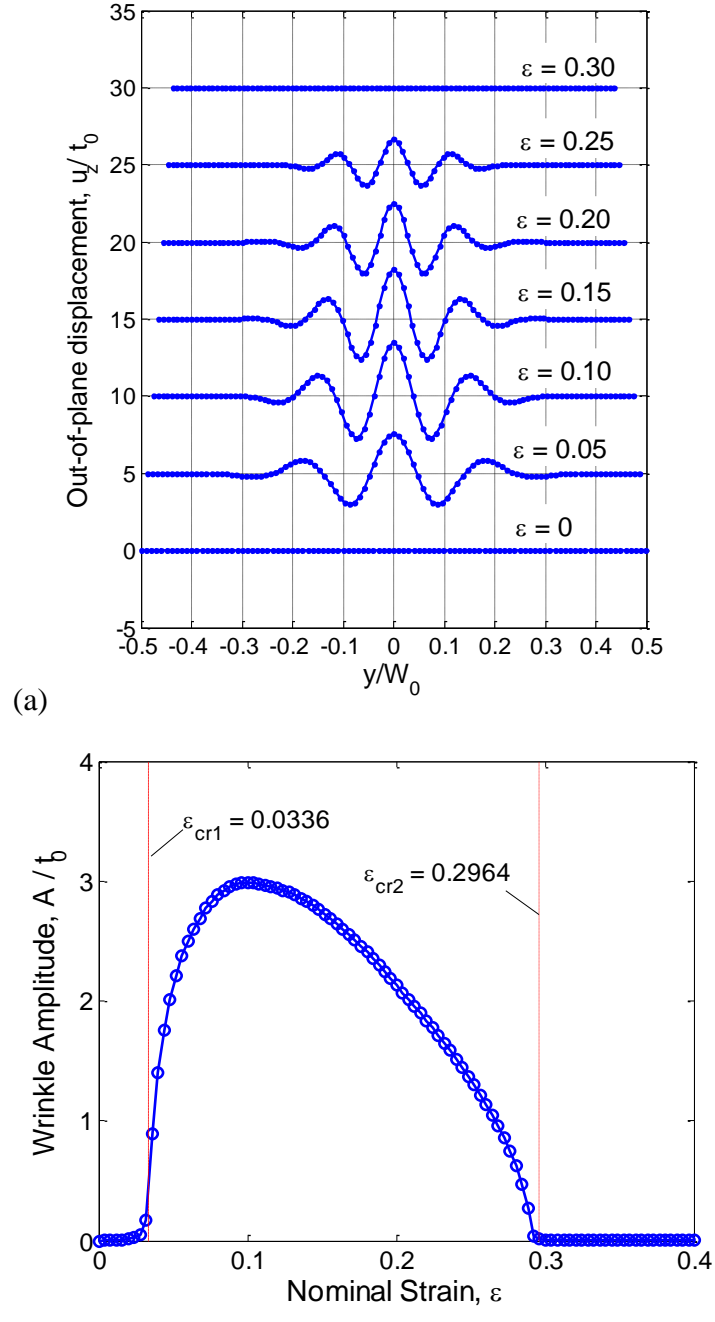 35
30
25
20
15
10
5
0
-5
Out-of-plane displacement, u_z / t_0
ε = 0.30
ε = 0.25
ε = 0.20
ε = 0.15
ε = 0.10
ε = 0.05
ε = 0
-0.5 -0.4 -0.3 -0.2 -0.1 0 0.1 0.2 0.3 0.4 0.5
y/W_0
(a)
4
3
2
1
0
Wrinkle Amplitude, A / t_0
ε_cr1 = 0.0336
ε_cr2 = 0.2964
0 0.1 0.2 0.3 0.4
Nominal Strain, ε